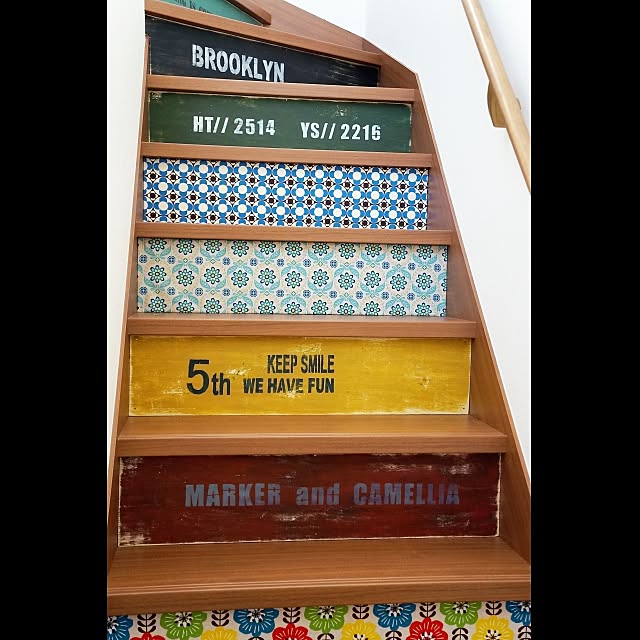 BROOKLYN
HT// 2514 YS// 2216
5th
KEEP SMILE
WE HAVE FUN
MARKER and CAMELLIA